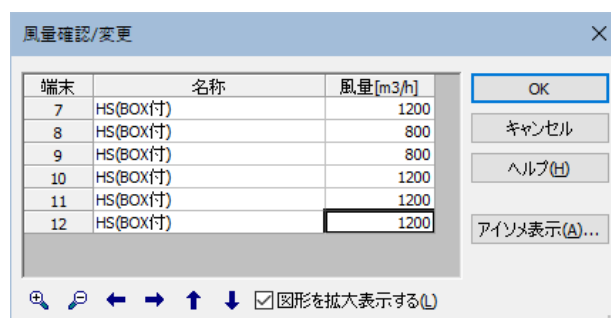 風量確認/変更
端末 名称 風量[m3/h]
7 HS(BOX付) 1200
8 HS(BOX付) 800
9 HS(BOX付) 800
10 HS(BOX付) 1200
11 HS(BOX付) 1200
12 HS(BOX付) 1200
OK
キャンセル
ヘルプ(H)
アイソメ表示(A)...
図形を拡大表示する(L)